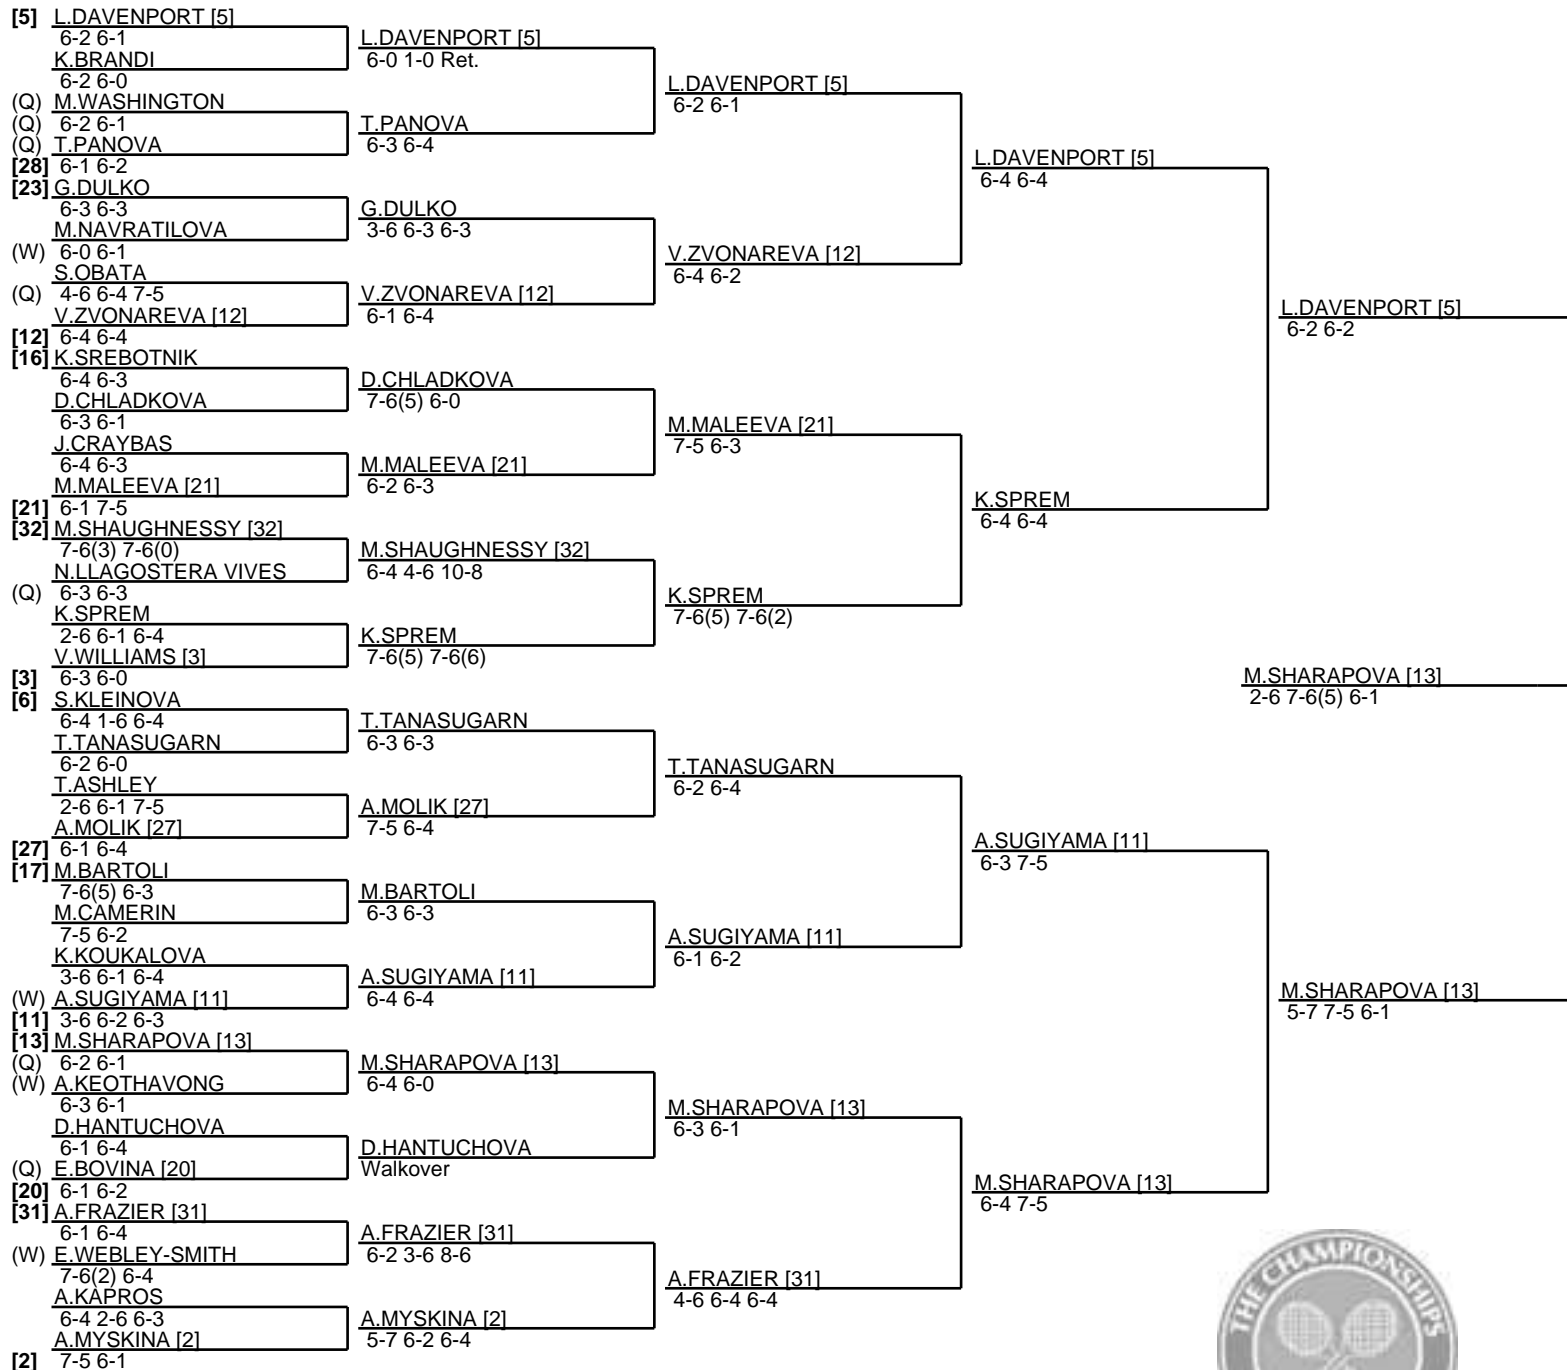 [5] L.DAVENPORT [5]
6-2 6-1
K.BRANDI
6-2 6-0
(Q) M.WASHINGTON
(Q) 6-2 6-1
(Q) T.PANOVA
[28] 6-1 6-2
[23] G.DULKO
6-3 6-3
M.NAVRATILOVA
(W) 6-0 6-1
S.OBATA
(Q) 4-6 6-4 7-5
V.ZVONAREVA [12]
[12] 6-4 6-4
[16] K.SREBOTNIK
6-4 6-3
D.CHLADKOVA
6-3 6-1
J.CRAYBAS
6-4 6-3
M.MALEEVA [21]
[21] 6-1 7-5
[32] M.SHAUGHNESSY [32]
7-6(3) 7-6(0)
N.LLAGOSTERA VIVES
(Q) 6-3 6-3
K.SPREM
2-6 6-1 6-4
V.WILLIAMS [3]
[3] 6-3 6-0
[6] S.KLEINOVA
6-4 1-6 6-4
T.TANASUGARN
6-2 6-0
T.ASHLEY
2-6 6-1 7-5
A.MOLIK [27]
[27] 6-1 6-4
[17] M.BARTOLI
7-6(5) 6-3
M.CAMERIN
7-5 6-2
K.KOUKALOVA
3-6 6-1 6-4
(W) A.SUGIYAMA [11]
[11] 3-6 6-2 6-3
[13] M.SHARAPOVA [13]
(Q) 6-2 6-1
(W) A.KEOTHAVONG
6-3 6-1
D.HANTUCHOVA
6-1 6-4
(Q) E.BOVINA [20]
[20] 6-1 6-2
[31] A.FRAZIER [31]
6-1 6-4
(W) E.WEBLEY-SMITH
7-6(2) 6-4
A.KAPROS
6-4 2-6 6-3
A.MYSKINA [2]
[2] 7-5 6-1
L.DAVENPORT [5]
6-0 1-0 Ret.
T.PANOVA
6-3 6-4
G.DULKO
3-6 6-3 6-3
V.ZVONAREVA [12]
6-1 6-4
D.CHLADKOVA
7-6(5) 6-0
M.MALEEVA [21]
6-2 6-3
M.SHAUGHNESSY [32]
6-4 4-6 10-8
K.SPREM
7-6(5) 7-6(6)
T.TANASUGARN
6-3 6-3
A.MOLIK [27]
7-5 6-4
M.BARTOLI
6-3 6-3
A.SUGIYAMA [11]
6-4 6-4
M.SHARAPOVA [13]
6-4 6-0
D.HANTUCHOVA
Walkover
A.FRAZIER [31]
6-2 3-6 8-6
A.MYSKINA [2]
5-7 6-2 6-4
L.DAVENPORT [5]
6-2 6-1
V.ZVONAREVA [12]
6-4 6-2
M.MALEEVA [21]
7-5 6-3
K.SPREM
7-6(5) 7-6(2)
T.TANASUGARN
6-2 6-4
A.SUGIYAMA [11]
6-1 6-2
M.SHARAPOVA [13]
6-3 6-1
A.FRAZIER [31]
4-6 6-4 6-4
L.DAVENPORT [5]
6-4 6-4
K.SPREM
6-4 6-4
A.SUGIYAMA [11]
6-3 7-5
M.SHARAPOVA [13]
6-4 7-5
L.DAVENPORT [5]
6-2 6-2
M.SHARAPOVA [13]
5-7 7-5 6-1
M.SHARAPOVA [13]
2-6 7-6(5) 6-1
THE CHAMPIONSHIPS